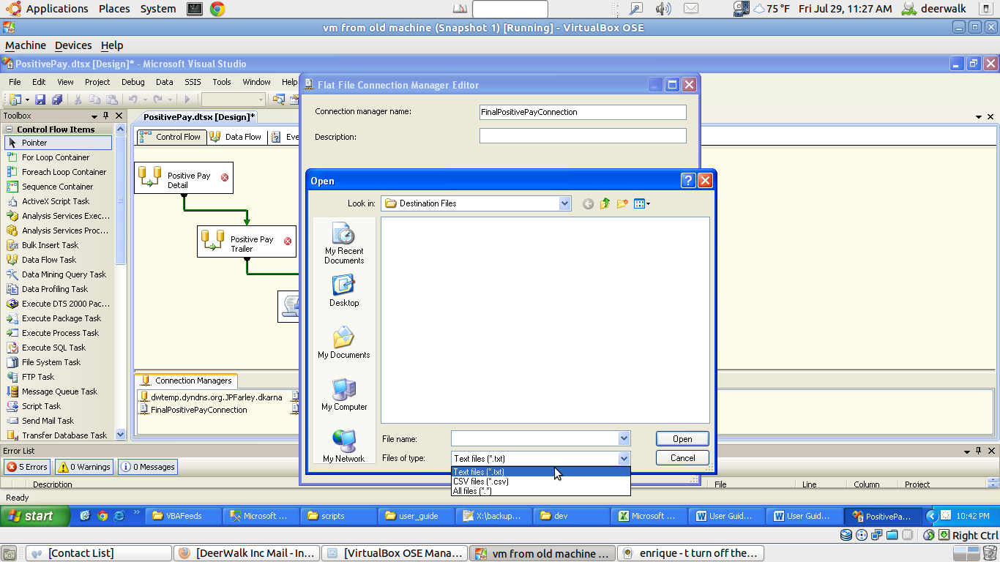 Applications Places System 75 °F Fri Jul 29, 11:27 AM deerwalk
vm from old machine (Snapshot 1) [Running] - VirtualBox OSE
Machine Devices Help
PositivePay.dtsx [Design]* - Microsoft Visual Studio
File Edit View Project Debug Data SSIS Tools Window Help
Toolbox
Control Flow Items
Pointer
For Loop Container
Foreach Loop Container
Sequence Container
ActiveX Script Task
Analysis Services Exec...
Analysis Services Proc...
Bulk Insert Task
Data Flow Task
Data Mining Query Task
Data Profiling Task
Execute DTS 2000 Pac...
Execute Package Task
Execute Process Task
Execute SQL Task
File System Task
FTP Task
Message Queue Task
Script Task
Send Mail Task
Transfer Database Task
PositivePay.dtsx [Design]*
Control Flow Data Flow Eve
Positive Pay
Detail
Positive Pay
Trailer
Connection Managers
dwtemp.dyndns.org.JPFarley.dkarna
FinalPositivePayConnection
Flat File Connection Manager Editor
Connection manager name: FinalPositivePayConnection
Description:
Open
Look in: Destination Files
My Recent
Documents
Desktop
My Documents
My Computer
My Network
File name: Open
Files of type: Text files (*.txt) Cancel
Text files (*.txt)
CSV files (*.csv)
All files (*.*)
Error List
5 Errors 0 Warnings 0 Messages
Description File Line Column Project
Ready
start VBAFeeds Microsoft ... scripts user_guide X:\backup... dev Microsoft ... User Guid... User Guid... PositivePa... 10:42 PM
Right Ctrl
[Contact List] [DeerWalk Inc Mail - In... [VirtualBox OSE Mana... vm from old machine ... enrique - t turn off the...